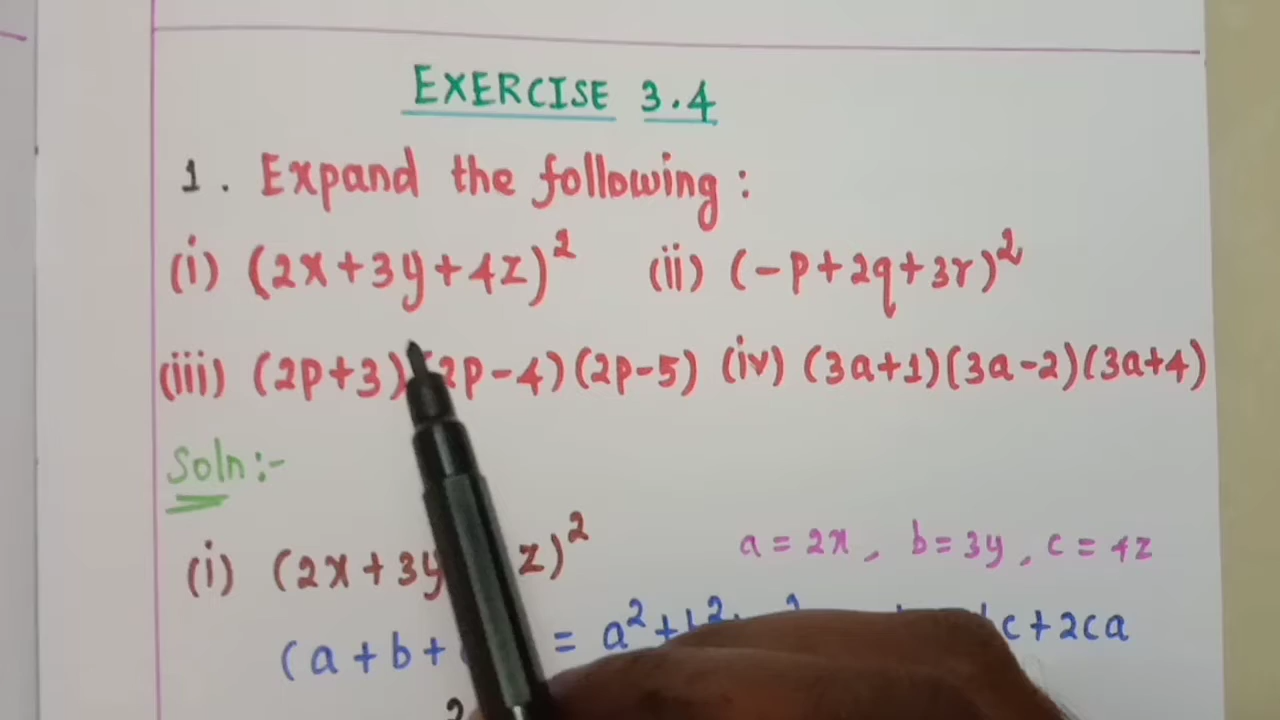 EXERCISE 3.4
1. Expand the following:
(i) (2x+3y+4z)² (ii) (-p+2q+3r)²
(iii) (2p+3)(2p-4)(2p-5) (iv) (3a+1)(3a-2)(3a+4)
Soln:-
(i) (2x+3y z)² a=2x, b=3y, c=4z
(a+b+ = a²+b² c+2ca
2